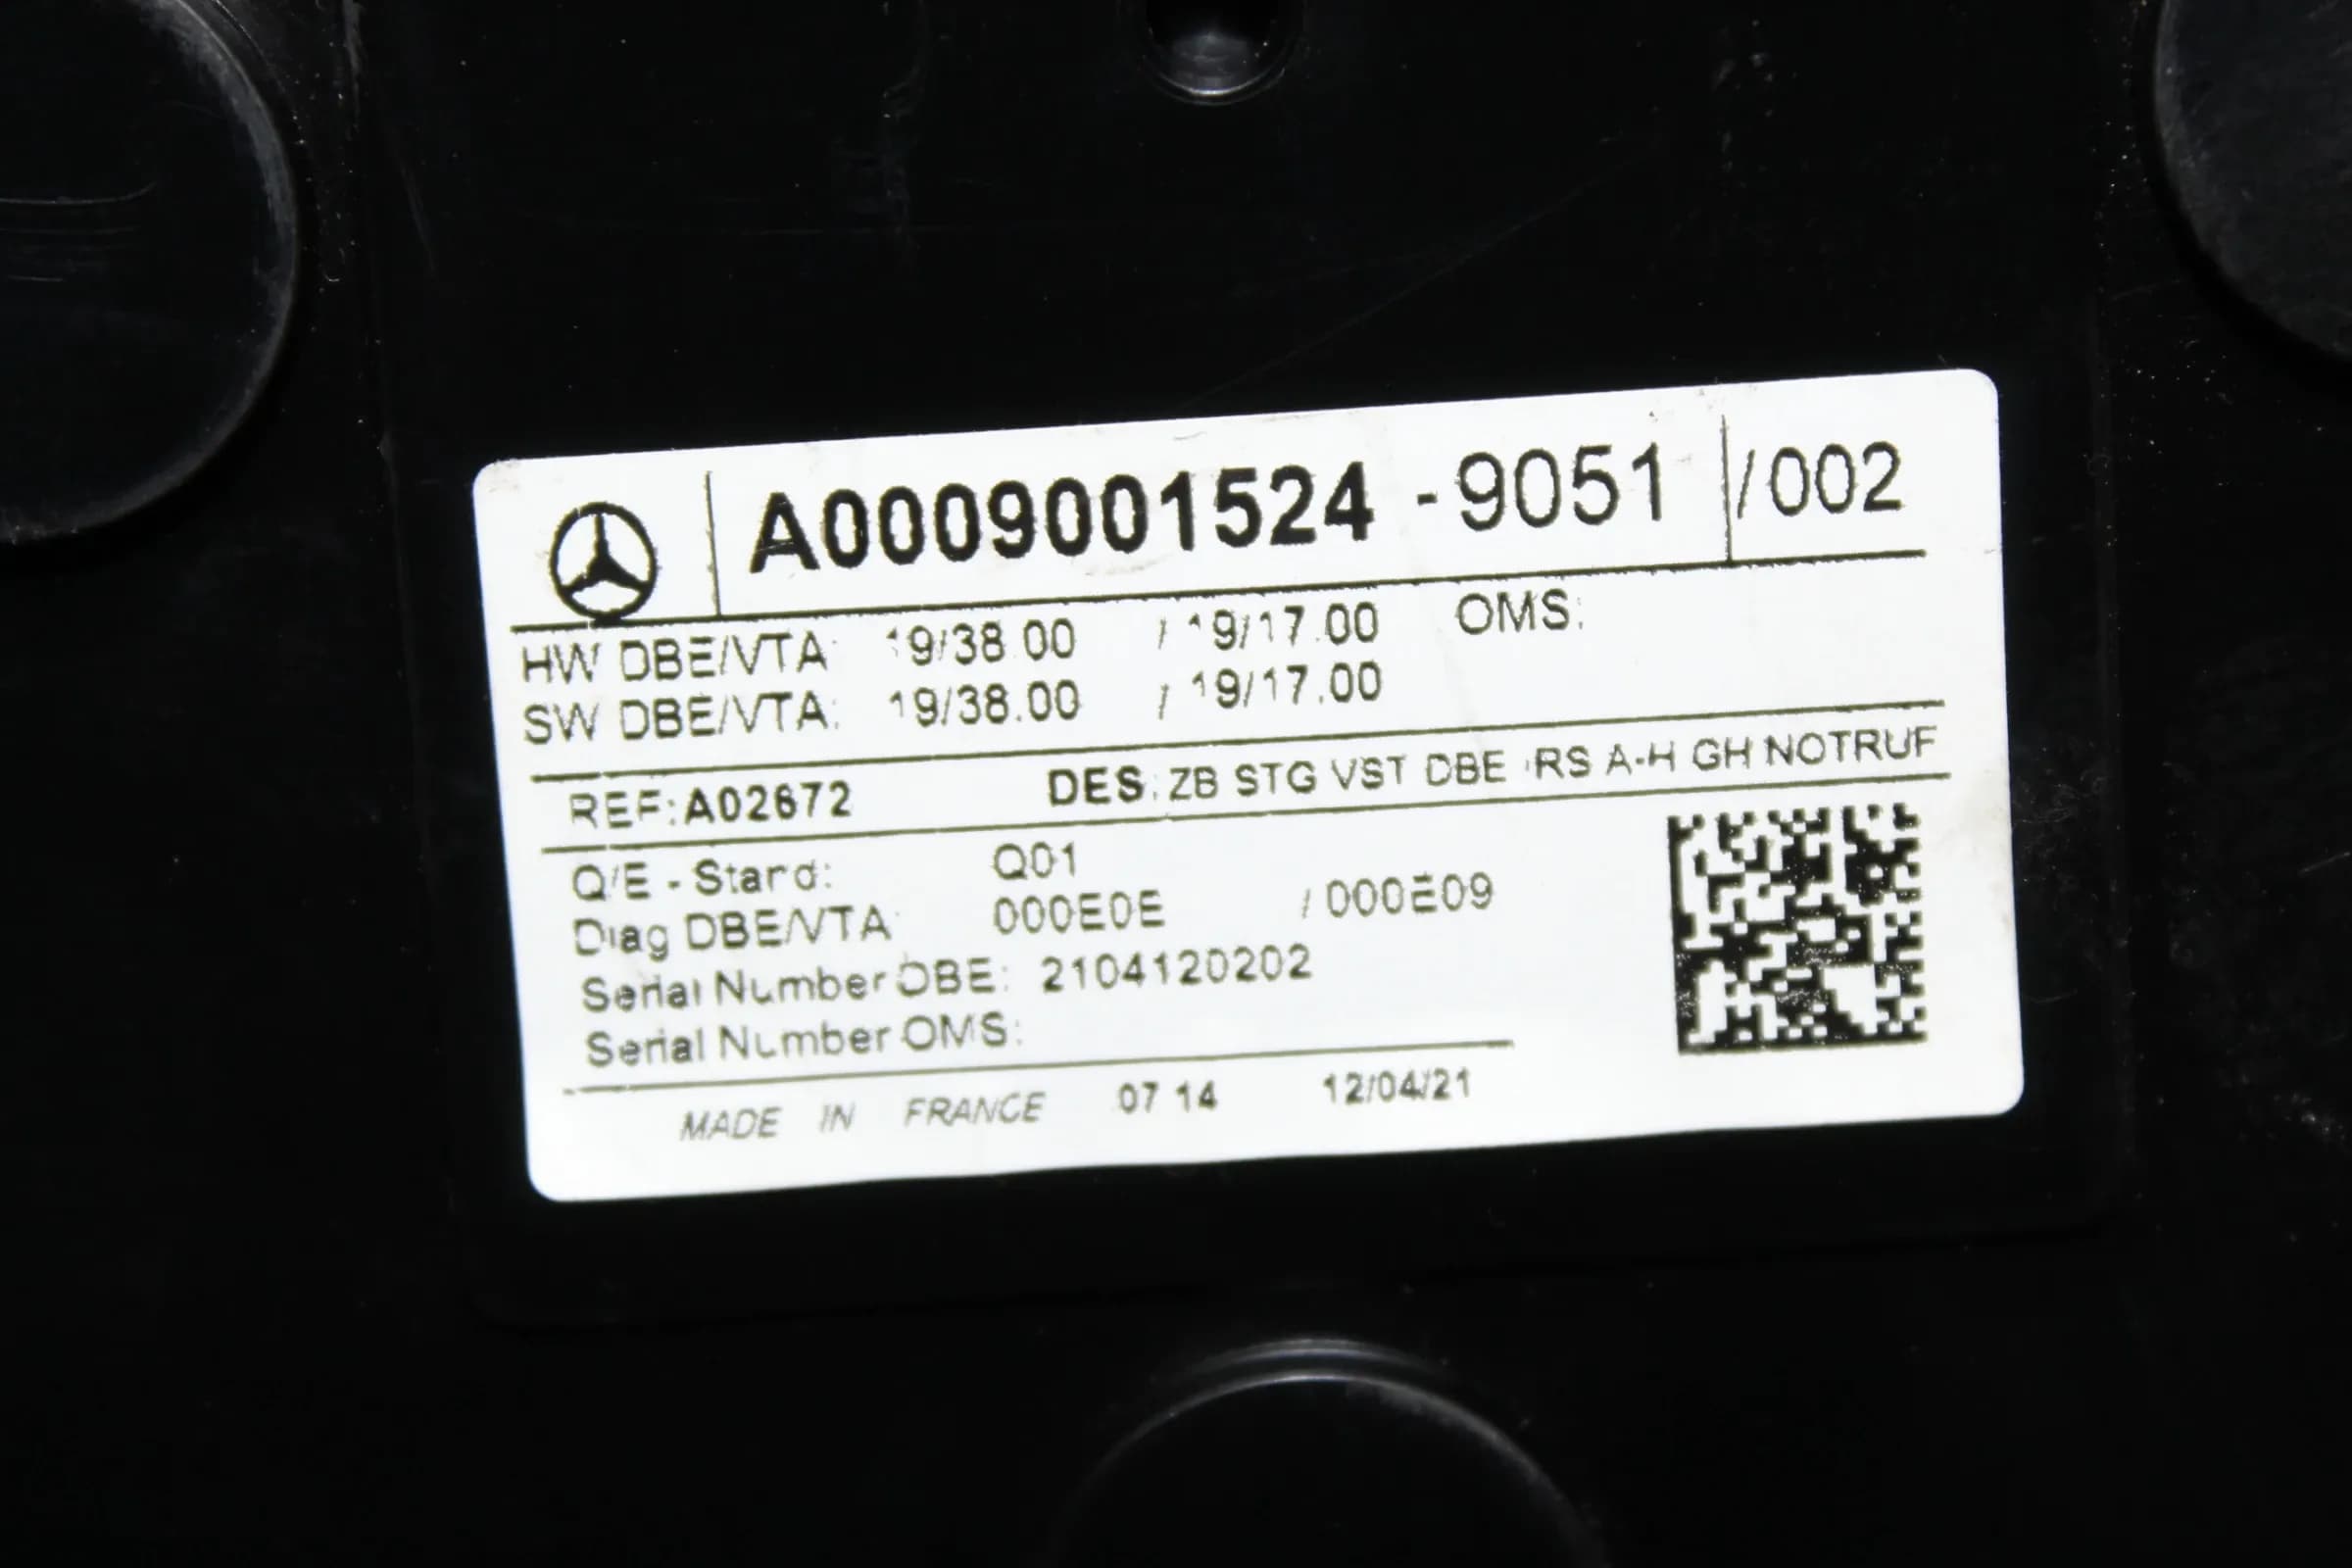 A0009001524 -9051 /002
HW DBE/VTA: 19/38.00 / 19/17.00 OMS:
SW DBE/VTA: 19/38.00 / 19/17.00
REF:A02672 DES: ZB STG VST DBE IRS A-H GH NOTRUF
Q/E - Stand: Q01
Diag DBE/VTA: 000E0E / 000E09
Serial Number DBE: 2104120202
Serial Number OMS:
MADE IN FRANCE 07 14 12/04/21